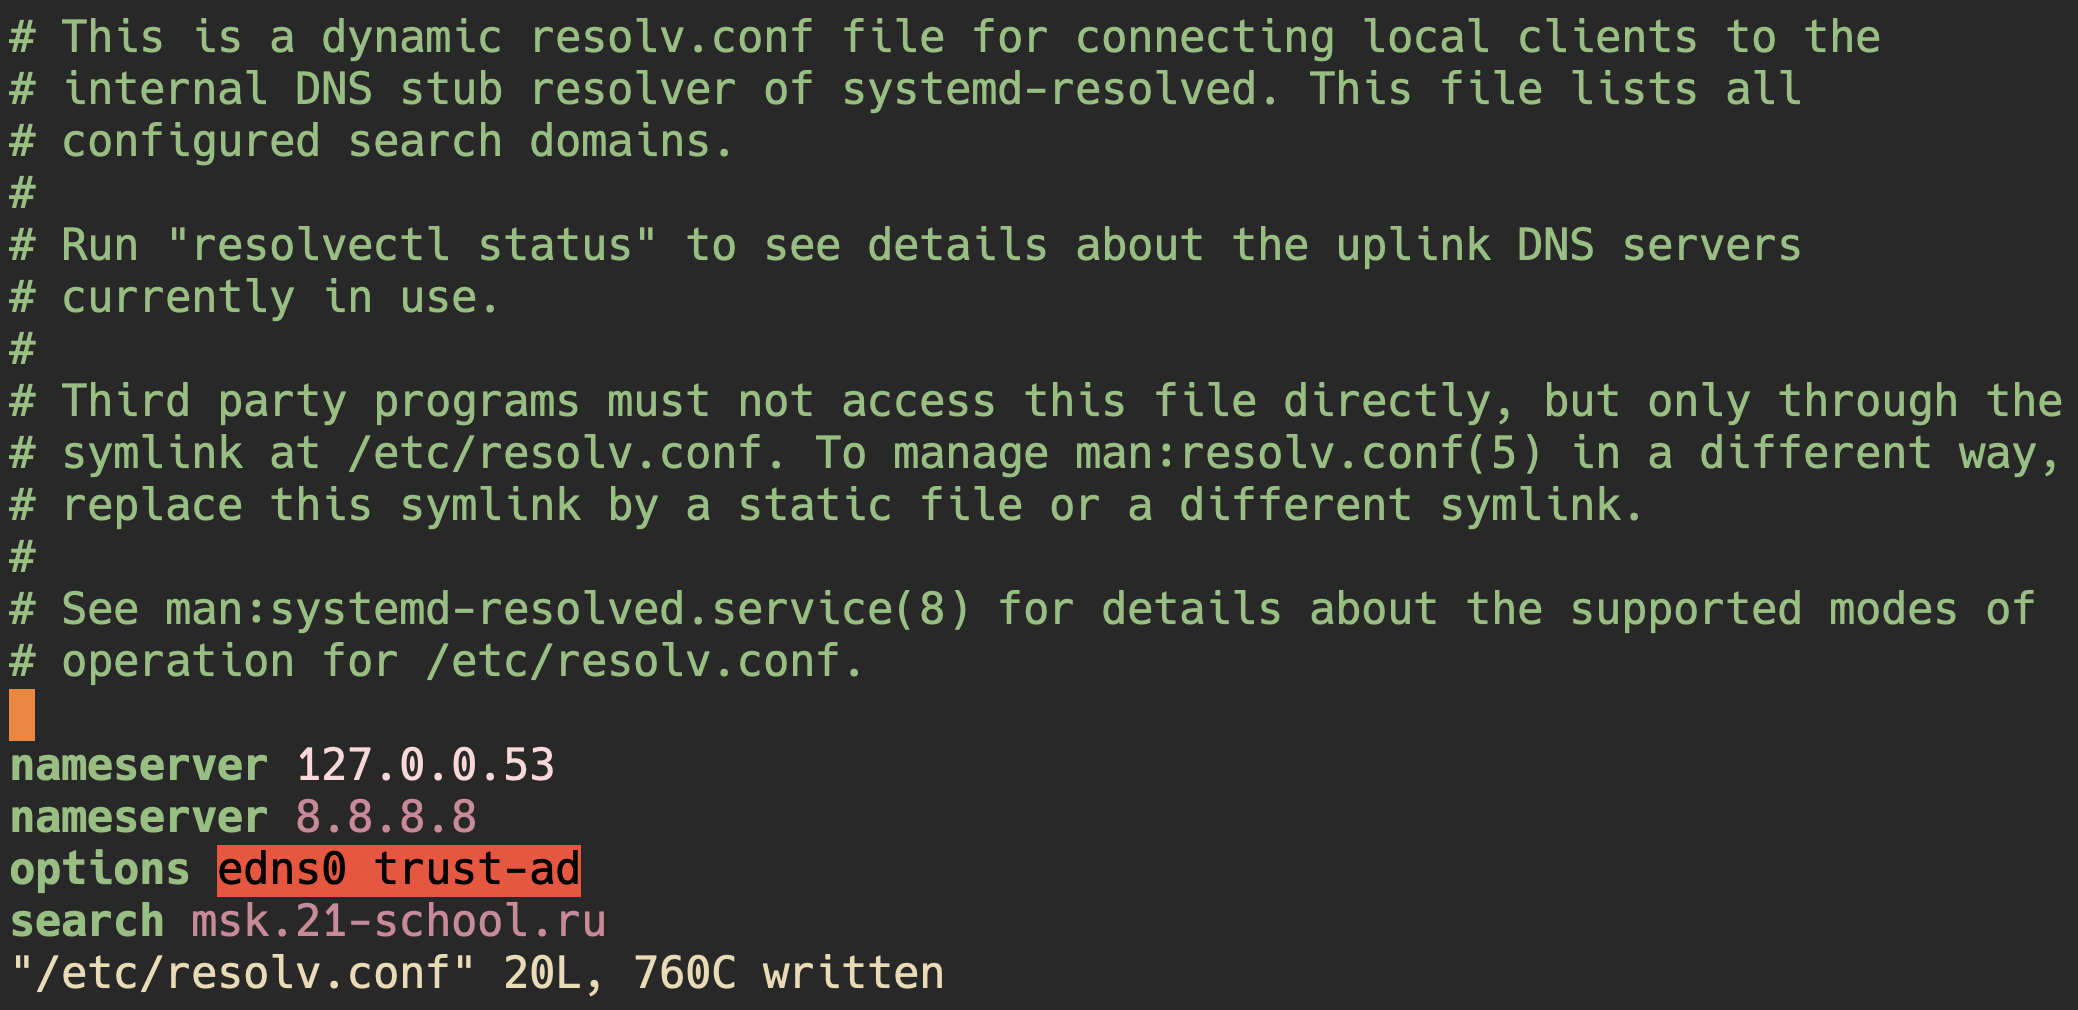 # This is a dynamic resolv.conf file for connecting local clients to the
# internal DNS stub resolver of systemd-resolved. This file lists all
# configured search domains.
#
# Run "resolvectl status" to see details about the uplink DNS servers
# currently in use.
#
# Third party programs must not access this file directly, but only through the
# symlink at /etc/resolv.conf. To manage man:resolv.conf(5) in a different way,
# replace this symlink by a static file or a different symlink.
#
# See man:systemd-resolved.service(8) for details about the supported modes of
# operation for /etc/resolv.conf.
nameserver 127.0.0.53
nameserver 8.8.8.8
options edns0 trust-ad
search msk.21-school.ru
"/etc/resolv.conf" 20L, 760C written